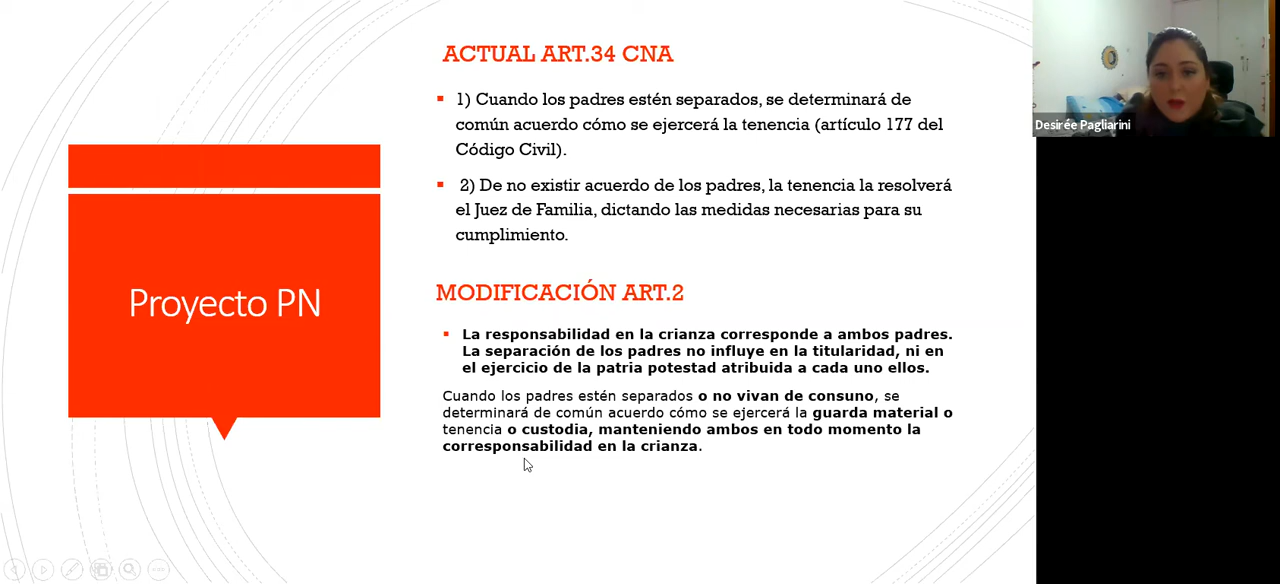 ACTUAL ART.34 CNA
1) Cuando los padres estén separados, se determinará de
común acuerdo cómo se ejercerá la tenencia (artículo 177 del
Código Civil).
2) De no existir acuerdo de los padres, la tenencia la resolverá
el Juez de Familia, dictando las medidas necesarias para su
cumplimiento.
Proyecto PN
MODIFICACIÓN ART.2
La responsabilidad en la crianza corresponde a ambos padres.
La separación de los padres no influye en la titularidad, ni en
el ejercicio de la patria potestad atribuida a cada uno ellos.
Cuando los padres estén separados o no vivan de consuno, se
determinará de común acuerdo cómo se ejercerá la guarda material o
tenencia o custodia, manteniendo ambos en todo momento la
corresponsabilidad en la crianza.
Desirée Pagliarini